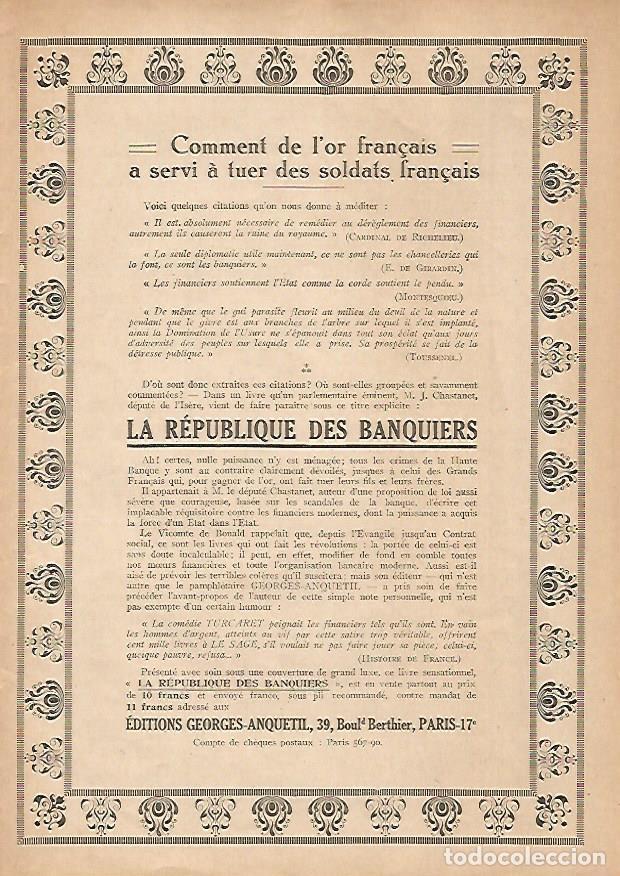 Comment de l'or français
a servi à tuer des soldats français
Voici quelques citations qu'on nous donne à méditer :
« Il est absolument nécessaire de remédier au dérèglement des financiers,
autrement ils causeront la ruine du royaume. » (CARDINAL DE RICHELIEU.)
« La seule diplomatie utile maintenant, ce ne sont pas les chancelleries qui
la font, ce sont les banquiers. » (E. DE GIRARDIN.)
« Les financiers soutiennent l'Etat comme la corde soutient le pendu. »
(MONTESQUIEU.)
« De même que le gui parasite fleurit au milieu du deuil de la nature et
pendant que le givre est aux branches de l'arbre sur lequel il s'est implanté,
ainsi la Domination de l'Usure ne s'épanouit dans tout son éclat qu'aux jours
d'adversité des peuples sur lesquels elle a prise. Sa prospérité se fait de la
détresse publique. » (TOUSSENEL.)
***
D'où sont donc extraites ces citations? Où sont-elles groupées et savamment
commentées? — Dans un livre qu'un parlementaire éminent, M. J. Chastanet,
député de l'Isère, vient de faire paraître sous ce titre explicite :
LA RÉPUBLIQUE DES BANQUIERS
Ah! certes, nulle puissance n'y est ménagée; tous les crimes de la Haute
Banque y sont au contraire clairement dévoilés, jusques à celui des Grands
Français qui, pour gagner de l'or, ont fait tuer leurs fils et leurs frères.
Il appartenait à M. le député Chastanet, auteur d'une proposition de loi aussi
sévère que courageuse, basée sur les scandales de la banque, d'écrire cet
implacable réquisitoire contre les financiers modernes, dont la puissance a acquis
la force d'un Etat dans l'Etat.
Le Vicomte de Bonald rappelait que, depuis l'Evangile jusqu'au Contrat
social, ce sont les livres qui ont fait les révolutions : la portée de celui-ci est
sans doute incalculable; il peut, en effet, modifier de fond en comble toutes
nos mœurs financières et toute l'organisation bancaire moderne. Aussi est-il
aisé de prévoir les terribles colères qu'il suscitera; mais son éditeur — qui n'est
autre que le pamphlétaire GEORGES-ANQUETIL — a pris soin de faire
précéder l'avant-propos de l'auteur de cette simple note personnelle, qui n'est
pas exempte d'un certain humour :
« La comédie TURCARET peignait les financiers tels qu'ils sont. En vain
les hommes d'argent, atteints au vif par cette satire trop véritable, offrirent
cent mille livres à LE SAGE, s'il voulait ne pas faire jouer sa pièce, celui-ci,
quoique pauvre, refusa... » (HISTOIRE DE FRANCE.)
Présenté avec soin sous une couverture de grand luxe, ce livre sensationnel,
« LA RÉPUBLIQUE DES BANQUIERS », est en vente partout au prix
de 10 francs et envoyé franco, sous pli recommandé, contre mandat de
11 francs adressé aux
ÉDITIONS GEORGES-ANQUETIL, 39, Boulᵈ Berthier, PARIS-17ᵉ
Compte de chèques postaux : Paris 567-90.
todocoleccion